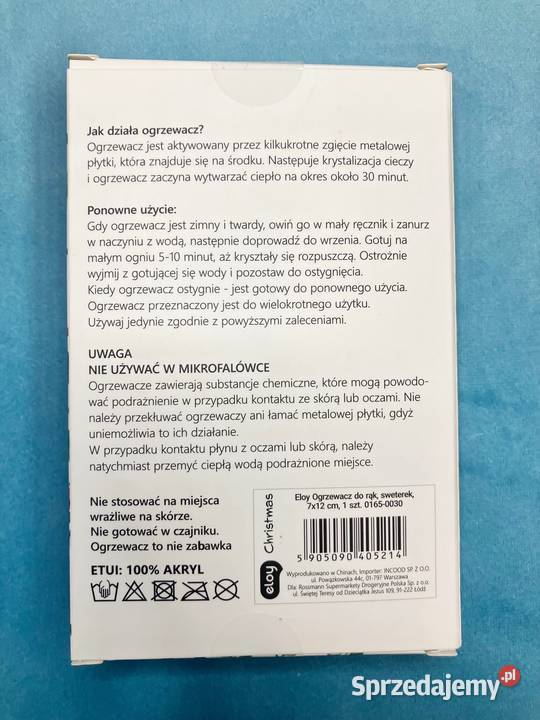 Jak działa ogrzewacz?
Ogrzewacz jest aktywowany przez kilkukrotne zgięcie metalowej
płytki, która znajduje się na środku. Następuje krystalizacja cieczy
i ogrzewacz zaczyna wytwarzać ciepło na okres około 30 minut.
Ponowne użycie:
Gdy ogrzewacz jest zimny i twardy, owiń go w mały ręcznik i zanurz
w naczyniu z wodą, następnie doprowadź do wrzenia. Gotuj na
małym ogniu 5-10 minut, aż kryształy się rozpuszczą. Ostrożnie
wyjmij z gotującej się wody i pozostaw do ostygnięcia.
Kiedy ogrzewacz ostygnie - jest gotowy do ponownego użycia.
Ogrzewacz przeznaczony jest do wielokrotnego użytku.
Używaj jedynie zgodnie z powyższymi zaleceniami.
UWAGA
NIE UŻYWAĆ W MIKROFALÓWCE
Ogrzewacze zawierają substancje chemiczne, które mogą powodo-
wać podrażnienie w przypadku kontaktu ze skórą lub oczami. Nie
należy przekłuwać ogrzewaczy ani łamać metalowej płytki, gdyż
uniemożliwia to ich działanie.
W przypadku kontaktu płynu z oczami lub skórą, należy
natychmiast przemyć ciepłą wodą podrażnione miejsce.
Nie stosować na miejsca
wrażliwe na skórze.
Nie gotować w czajniku.
Ogrzewacz to nie zabawka
ETUI: 100% AKRYL
eloy Christmas
Eloy Ogrzewacz do rąk, sweterek,
7x12 cm, 1 szt. 0165-0030
5 905090 405214
Wyprodukowano w Chinach, Importer: INCOOD SP. Z O.O.
ul. Powązkowska 44c, 01-797 Warszawa
Dla: Rossmann Supermarkety Drogeryjne Polska Sp. z o.o.
ul. Świętej Teresy od Dzieciątka Jezus 109, 91-222 Łódź
Sprzedajemy.pl